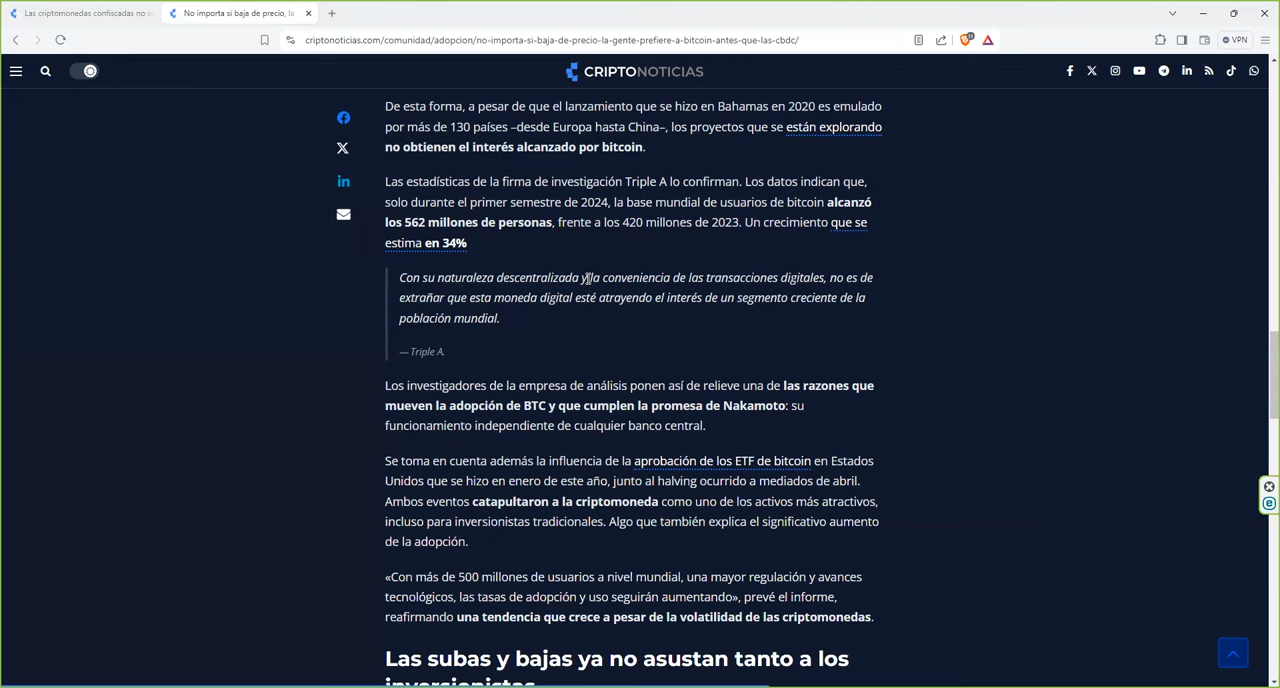 Las criptomonedas confiscadas no s
No importa si baja de precio, la
criptonoticias.com/comunidad/adopcion/no-importa-si-baja-de-precio-la-gente-prefiere-a-bitcoin-antes-que-las-cbdc/
VPN
CRIPTONOTICIAS
De esta forma, a pesar de que el lanzamiento que se hizo en Bahamas en 2020 es emulado
por más de 130 países –desde Europa hasta China–, los proyectos que se están explorando
no obtienen el interés alcanzado por bitcoin.
Las estadísticas de la firma de investigación Triple A lo confirman. Los datos indican que,
solo durante el primer semestre de 2024, la base mundial de usuarios de bitcoin alcanzó
los 562 millones de personas, frente a los 420 millones de 2023. Un crecimiento que se
estima en 34%
Con su naturaleza descentralizada y la conveniencia de las transacciones digitales, no es de
extrañar que esta moneda digital esté atrayendo el interés de un segmento creciente de la
población mundial.
— Triple A.
Los investigadores de la empresa de análisis ponen así de relieve una de las razones que
mueven la adopción de BTC y que cumplen la promesa de Nakamoto: su
funcionamiento independiente de cualquier banco central.
Se toma en cuenta además la influencia de la aprobación de los ETF de bitcoin en Estados
Unidos que se hizo en enero de este año, junto al halving ocurrido a mediados de abril.
Ambos eventos catapultaron a la criptomoneda como uno de los activos más atractivos,
incluso para inversionistas tradicionales. Algo que también explica el significativo aumento
de la adopción.
«Con más de 500 millones de usuarios a nivel mundial, una mayor regulación y avances
tecnológicos, las tasas de adopción y uso seguirán aumentando», prevé el informe,
reafirmando una tendencia que crece a pesar de la volatilidad de las criptomonedas.
Las subas y bajas ya no asustan tanto a los
inversionistas